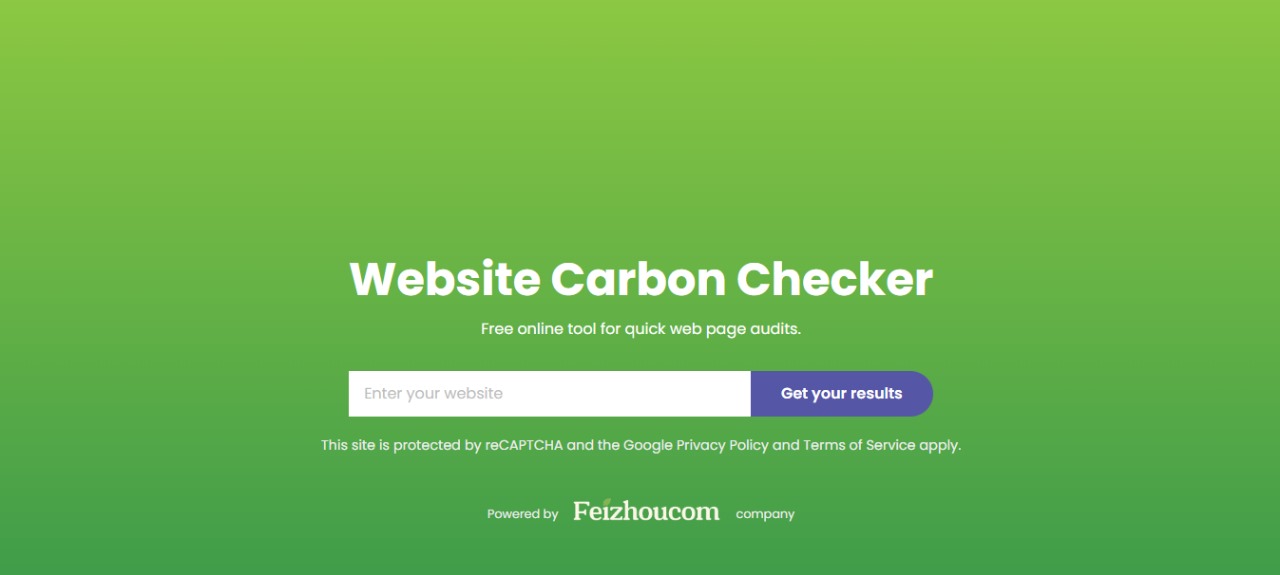 Website Carbon Checker
Free online tool for quick web page audits.
Enter your website Get your results
This site is protected by reCAPTCHA and the Google Privacy Policy and Terms of Service apply.
Powered by Feizhoucom company